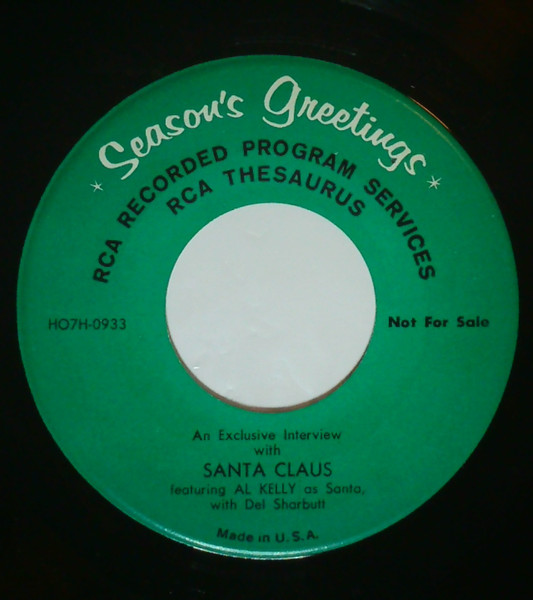 Season's Greetings
RCA RECORDED PROGRAM SERVICES
RCA THESAURUS
HO7H-0933
Not For Sale
An Exclusive Interview
with
SANTA CLAUS
featuring AL KELLY as Santa,
with Del Sharbutt
Made in U.S.A.